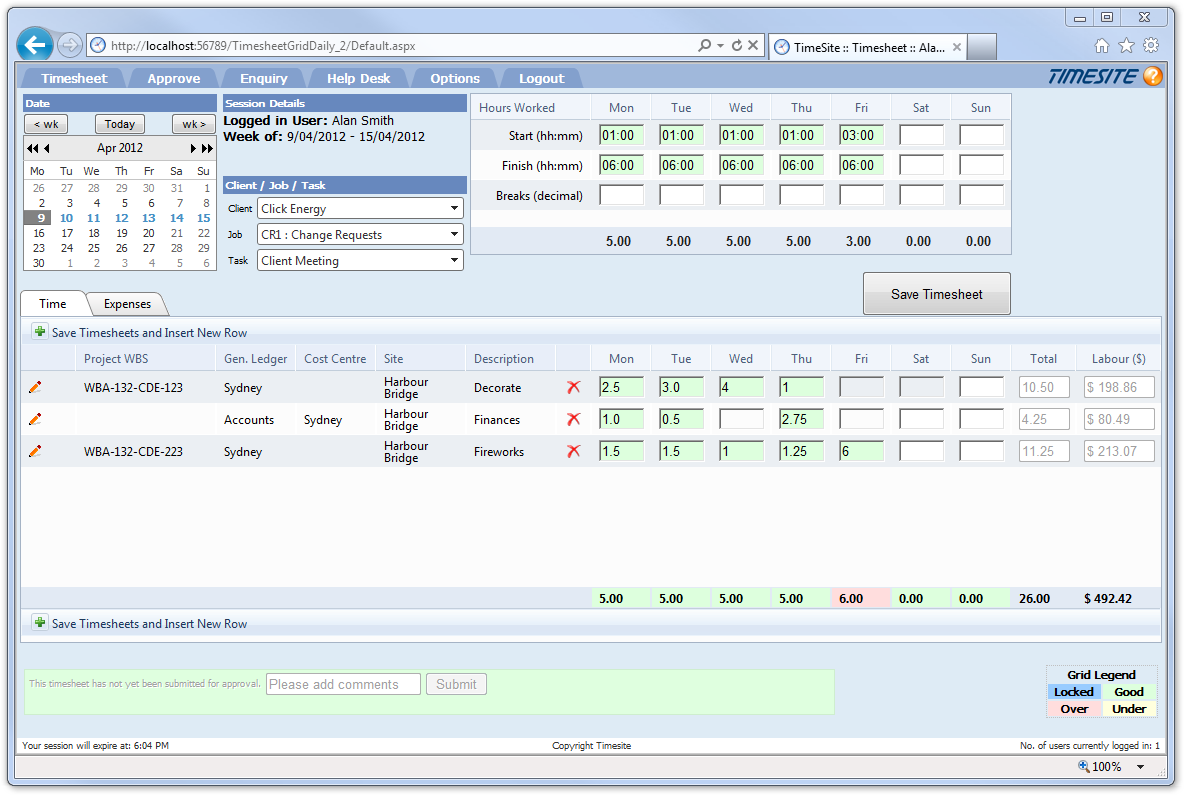 http://localhost:56789/TimesheetGridDaily_2/Default.aspx
TimeSite :: Timesheet :: Ala...
Timesheet Approve Enquiry Help Desk Options Logout
TIMESITE ?
Date
< wk Today wk >
Apr 2012
Mo Tu We Th Fr Sa Su
26 27 28 29 30 31 1
2 3 4 5 6 7 8
9 10 11 12 13 14 15
16 17 18 19 20 21 22
23 24 25 26 27 28 29
30 1 2 3 4 5 6
Session Details
Logged in User: Alan Smith
Week of: 9/04/2012 - 15/04/2012
Client / Job / Task
Client Click Energy
Job CR1 : Change Requests
Task Client Meeting
Hours Worked Mon Tue Wed Thu Fri Sat Sun
Start (hh:mm) 01:00 01:00 01:00 01:00 03:00
Finish (hh:mm) 06:00 06:00 06:00 06:00 06:00
Breaks (decimal)
5.00 5.00 5.00 5.00 3.00 0.00 0.00
Save Timesheet
Time Expenses
Save Timesheets and Insert New Row
Project WBS Gen. Ledger Cost Centre Site Description Mon Tue Wed Thu Fri Sat Sun Total Labour ($)
WBA-132-CDE-123 Sydney Harbour Bridge Decorate 2.5 3.0 4 1 10.50 $ 198.86
Accounts Sydney Harbour Bridge Finances 1.0 0.5 2.75 4.25 $ 80.49
WBA-132-CDE-223 Sydney Harbour Bridge Fireworks 1.5 1.5 1 1.25 6 11.25 $ 213.07
5.00 5.00 5.00 5.00 6.00 0.00 0.00 26.00 $ 492.42
Save Timesheets and Insert New Row
This timesheet has not yet been submitted for approval. Please add comments Submit
Grid Legend
Locked Good
Over Under
Your session will expire at: 6:04 PM Copyright Timesite No. of users currently logged in: 1
100%